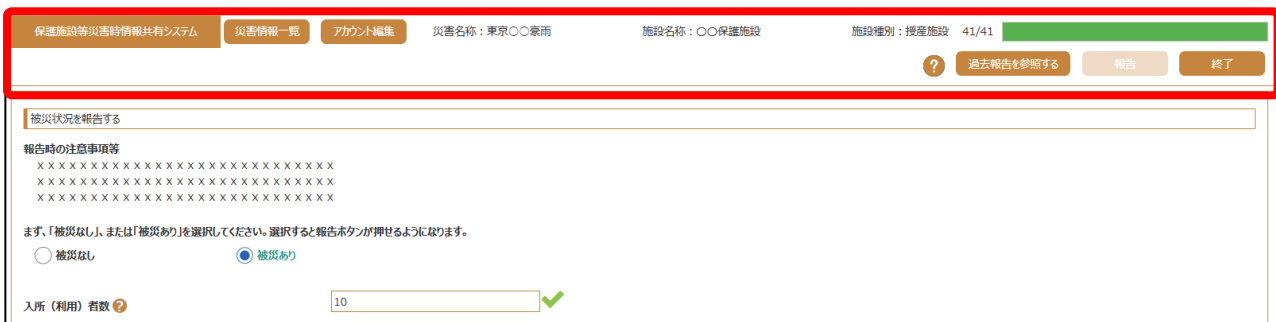 保護施設等災害時情報共有システム 災害情報一覧 アカウント編集 災害名称：東京○○豪雨 施設名称：○○保護施設 施設種別：授産施設 41/41
? 過去報告を参照する 報告 終了
被災状況を報告する
報告時の注意事項等
ｘｘｘｘｘｘｘｘｘｘｘｘｘｘｘｘｘｘｘｘｘｘｘｘｘｘｘｘ
ｘｘｘｘｘｘｘｘｘｘｘｘｘｘｘｘｘｘｘｘｘｘｘｘｘｘｘｘ
ｘｘｘｘｘｘｘｘｘｘｘｘｘｘｘｘｘｘｘｘｘｘｘｘｘｘｘｘ
まず、「被災なし」、または「被災あり」を選択してください。選択すると報告ボタンが押せるようになります。
被災なし 被災あり
入所（利用）者数 ? 10